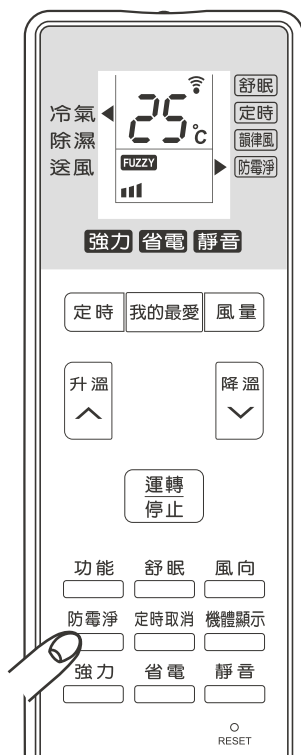 舒眠
冷氣 25℃ 定時
除濕 韻律風
送風 FUZZY 防霉淨
強力 省電 靜音
定時 我的最愛 風量
升溫 降溫
運轉
停止
功能 舒眠 風向
防霉淨 定時取消 機體顯示
強力 省電 靜音
RESET